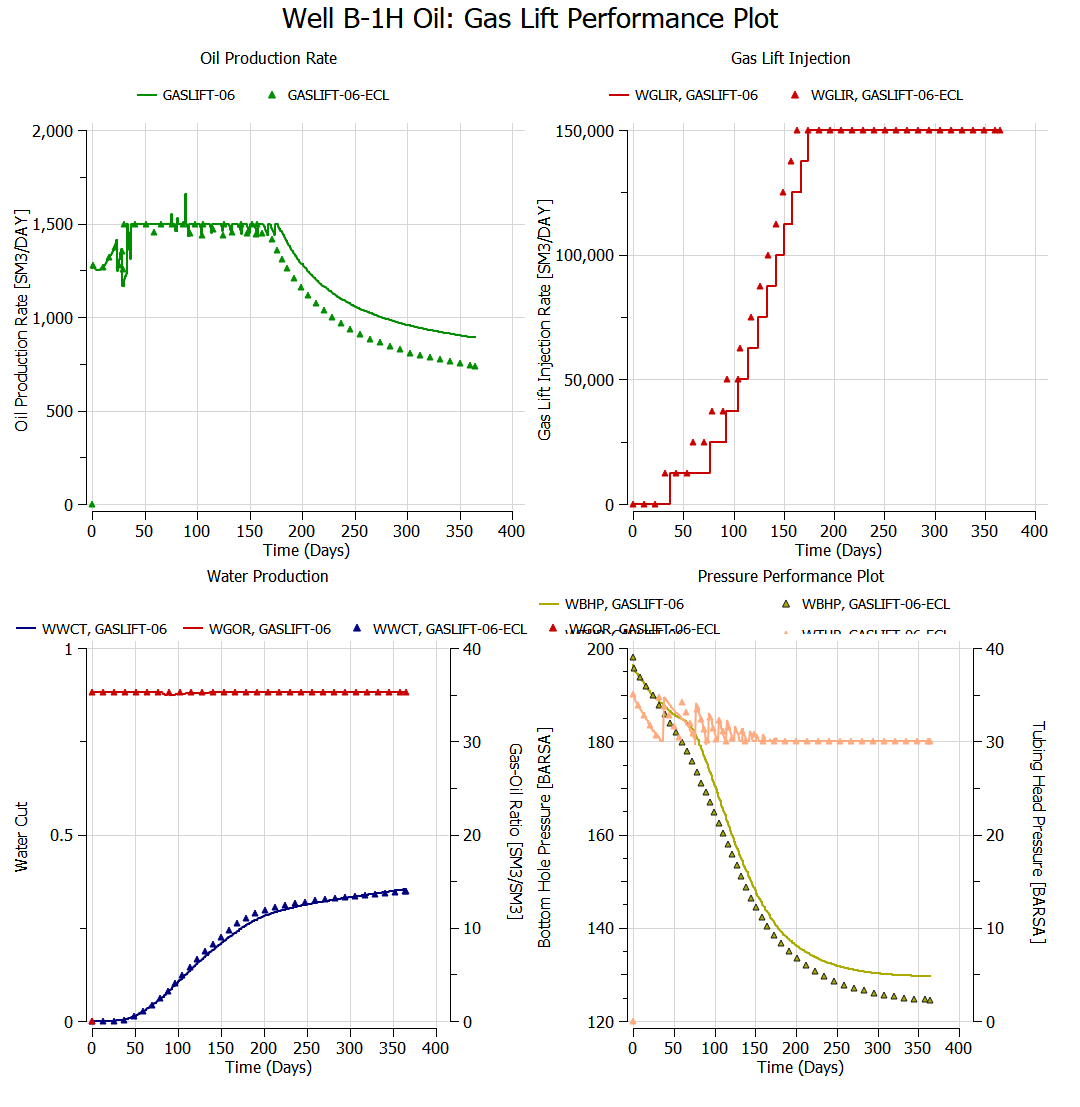 Well B-1H Oil: Gas Lift Performance Plot
Oil Production Rate
GASLIFT-06
GASLIFT-06-ECL
2,000
1,500
1,000
500
0
Oil Production Rate [SM3/DAY]
0 50 100 150 200 250 300 350 400
Time (Days)
Gas Lift Injection
WGLIR, GASLIFT-06
WGLIR, GASLIFT-06-ECL
150,000
100,000
50,000
0
Gas Lift Injection Rate [SM3/DAY]
0 50 100 150 200 250 300 350 400
Time (Days)
Water Production
WWCT, GASLIFT-06
WGOR, GASLIFT-06
WWCT, GASLIFT-06-ECL
WGOR, GASLIFT-06-ECL
1
0.5
0
Water Cut
40
30
20
10
0
Gas-Oil Ratio [SM3/SM3]
0 50 100 150 200 250 300 350 400
Time (Days)
Pressure Performance Plot
WBHP, GASLIFT-06
WBHP, GASLIFT-06-ECL
200
180
160
140
120
Bottom Hole Pressure [BARSA]
40
30
20
10
0
Tubing Head Pressure [BARSA]
0 50 100 150 200 250 300 350 400
Time (Days)